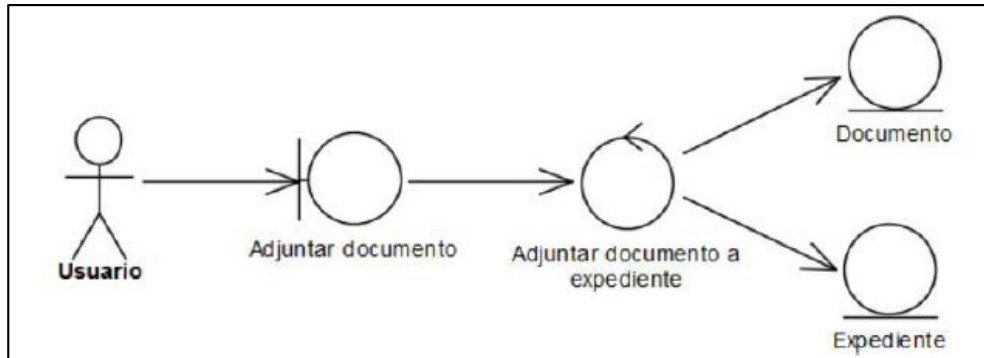 Usuario
Adjuntar documento
Adjuntar documento a
expediente
Documento
Expediente